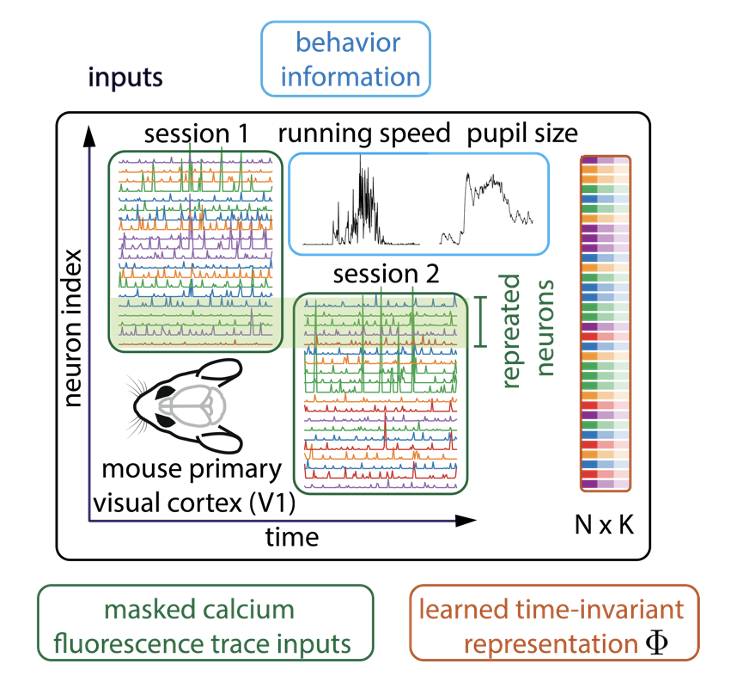 behavior
information
inputs
session 1
running speed
pupil size
session 2
repreated
neurons
neuron index
mouse primary
visual cortex (V1)
time
N x K
masked calcium
fluorescence trace inputs
learned time-invariant
representation Φ